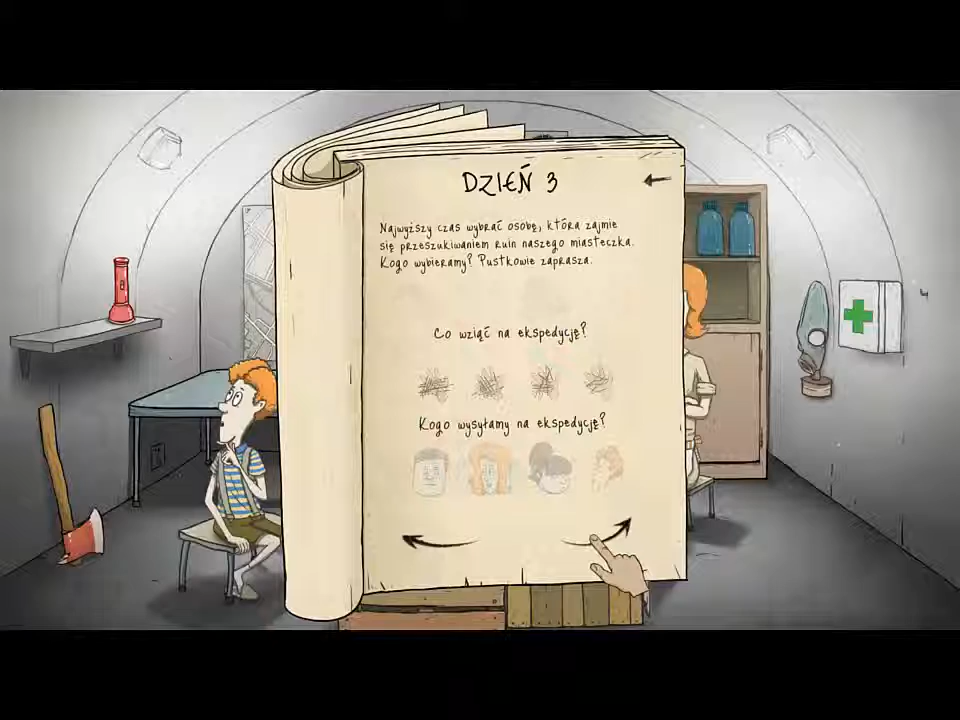 DZIEŃ 3
Najwyższy czas wybrać osobę, która zajmie
się przeszukiwaniem ruin naszego miasteczka.
Kogo wybieramy? Pustkowie zaprasza.
Co wziąć na ekspedycję?
Kogo wysyłamy na ekspedycję?